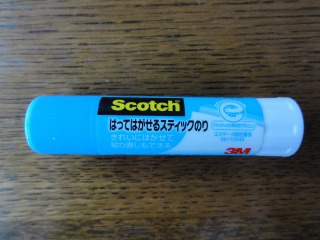 Scotch
はってはがせるスティックのり
きれいにはがせて
貼り直しもできる
3M